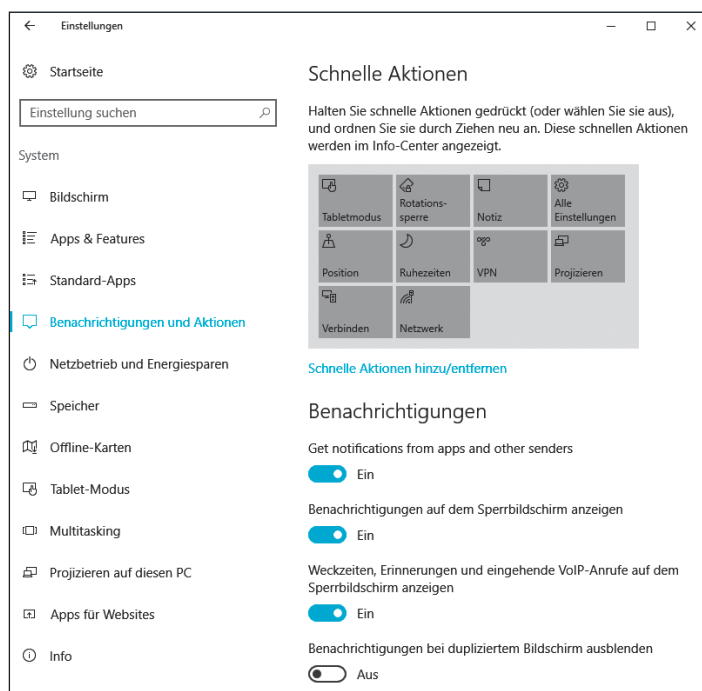 Einstellungen
Startseite
Einstellung suchen
System
Bildschirm
Apps & Features
Standard-Apps
Benachrichtigungen und Aktionen
Netzbetrieb und Energiesparen
Speicher
Offline-Karten
Tablet-Modus
Multitasking
Projizieren auf diesen PC
Apps für Websites
Info
Schnelle Aktionen
Halten Sie schnelle Aktionen gedrückt (oder wählen Sie sie aus),
und ordnen Sie sie durch Ziehen neu an. Diese schnellen Aktionen
werden im Info-Center angezeigt.
Tabletmodus
Rotations-
sperre
Notiz
Alle
Einstellungen
Position
Ruhezeiten
VPN
Projizieren
Verbinden
Netzwerk
Schnelle Aktionen hinzu/entfernen
Benachrichtigungen
Get notifications from apps and other senders
Ein
Benachrichtigungen auf dem Sperrbildschirm anzeigen
Ein
Weckzeiten, Erinnerungen und eingehende VoIP-Anrufe auf dem
Sperrbildschirm anzeigen
Ein
Benachrichtigungen bei dupliziertem Bildschirm ausblenden
Aus